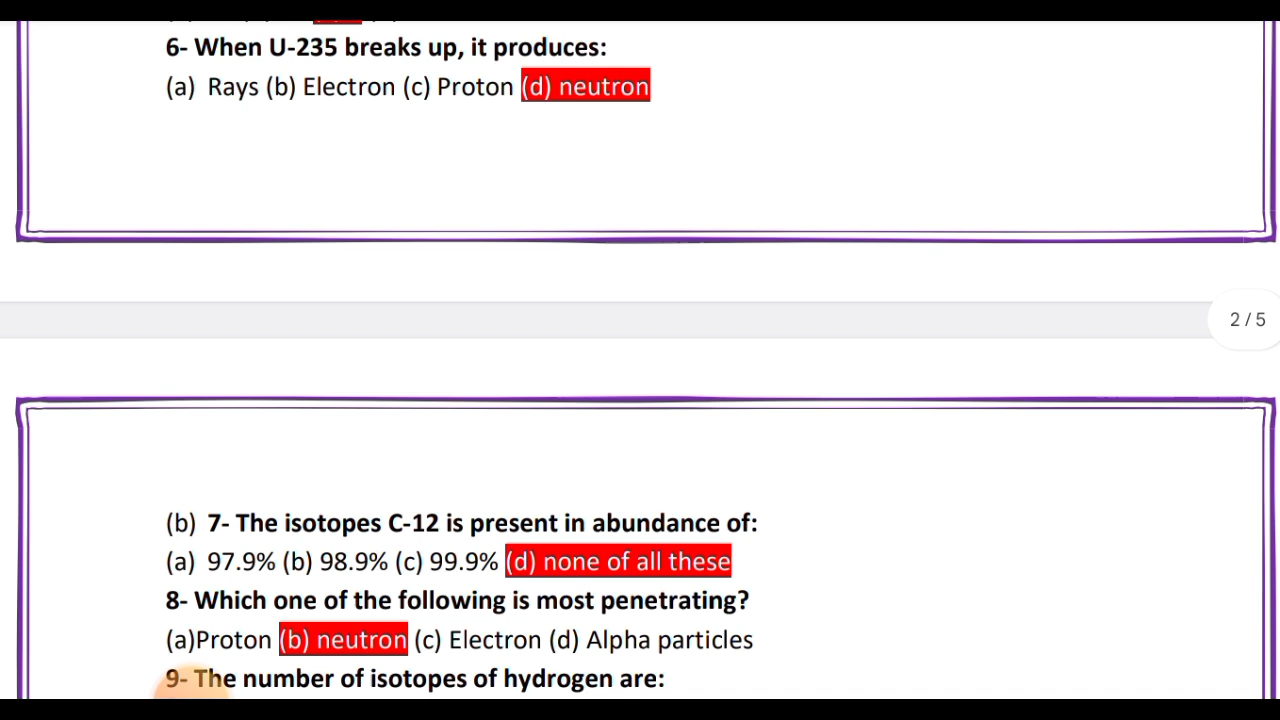 6- When U-235 breaks up, it produces:
(a) Rays (b) Electron (c) Proton (d) neutron
2 / 5
(b) 7- The isotopes C-12 is present in abundance of:
(a) 97.9% (b) 98.9% (c) 99.9% (d) none of all these
8- Which one of the following is most penetrating?
(a)Proton (b) neutron (c) Electron (d) Alpha particles
9- The number of isotopes of hydrogen are: